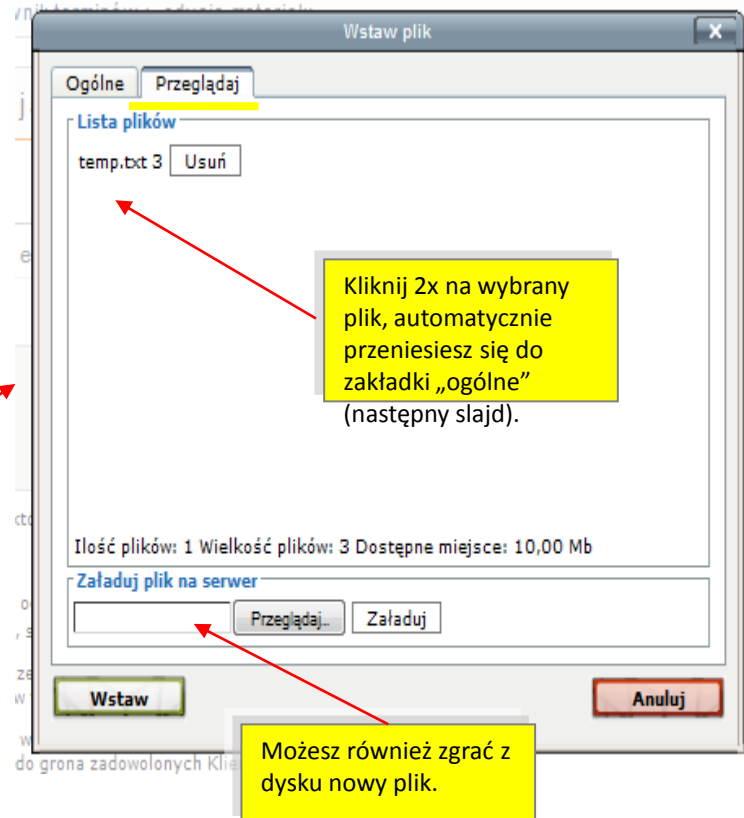 Wstaw plik
Ogólne Przeglądaj
Lista plików
temp.txt 3 Usuń
Kliknij 2x na wybrany
plik, automatycznie
przeniesiesz się do
zakładki „ogólne”
(następny slajd).
Ilość plików: 1 Wielkość plików: 3 Dostępne miejsce: 10,00 Mb
Załaduj plik na serwer
Przeglądaj... Załaduj
Wstaw Anuluj
Możesz również zgrać z
dysku nowy plik.
do grona zadowolonych